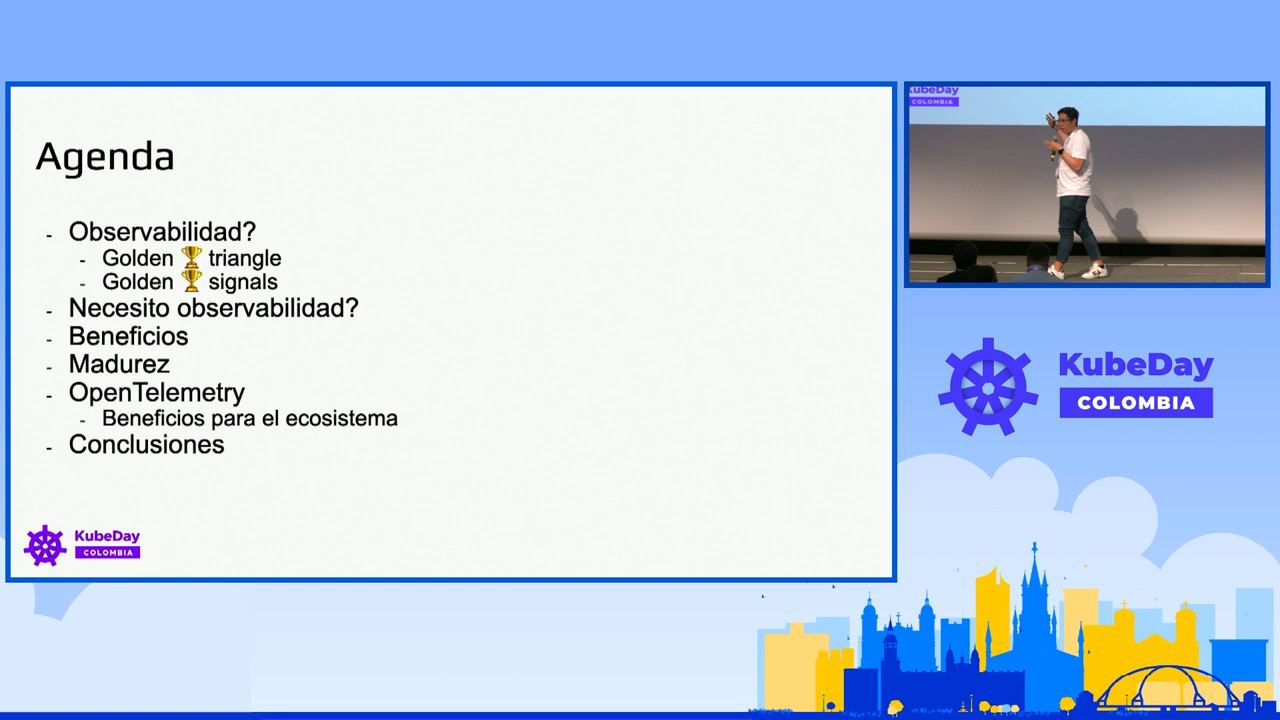 Agenda
- Observabilidad?
- Golden 🏆 triangle
- Golden 🏆 signals
- Necesito observabilidad?
- Beneficios
- Madurez
- OpenTelemetry
- Beneficios para el ecosistema
- Conclusiones
KubeDay
COLOMBIA
KubeDay
COLOMBIA
KubeDay
COLOMBIA